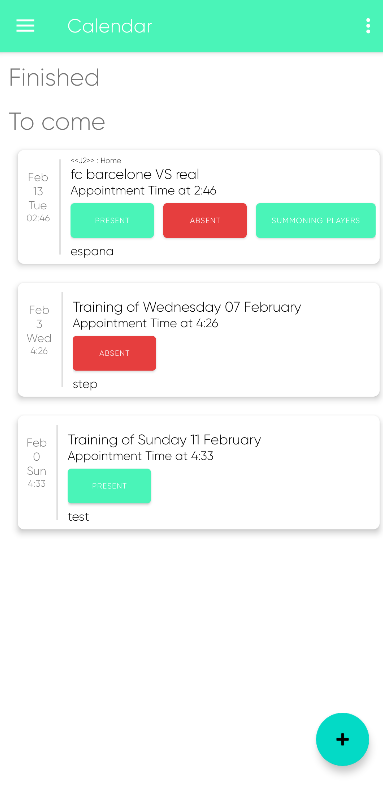 Calendar
Finished
To come
Feb
13
Tue
02:46
<<J2>> : Home
fc barcelone VS real
Appointment Time at 2:46
PRESENT
ABSENT
SUMMONING PLAYERS
espana
Feb
3
Wed
4:26
Training of Wednesday 07 February
Appointment Time at 4:26
ABSENT
step
Feb
0
Sun
4:33
Training of Sunday 11 February
Appointment Time at 4:33
PRESENT
test
+